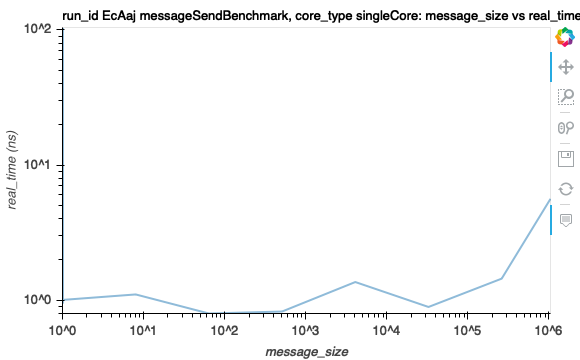 run_id EcAaj messageSendBenchmark, core_type singleCore: message_size vs real_time
10^2
10^1
10^0
real_time (ns)
10^0 10^1 10^2 10^3 10^4 10^5 10^6
message_size